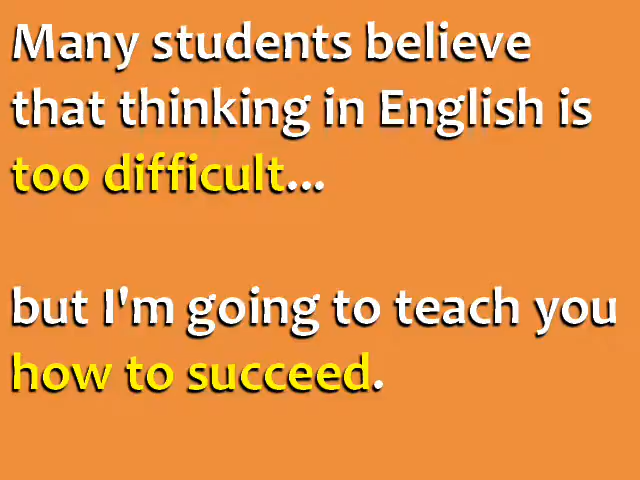 Many students believe
that thinking in English is
too difficult...
but I'm going to teach you
how to succeed.